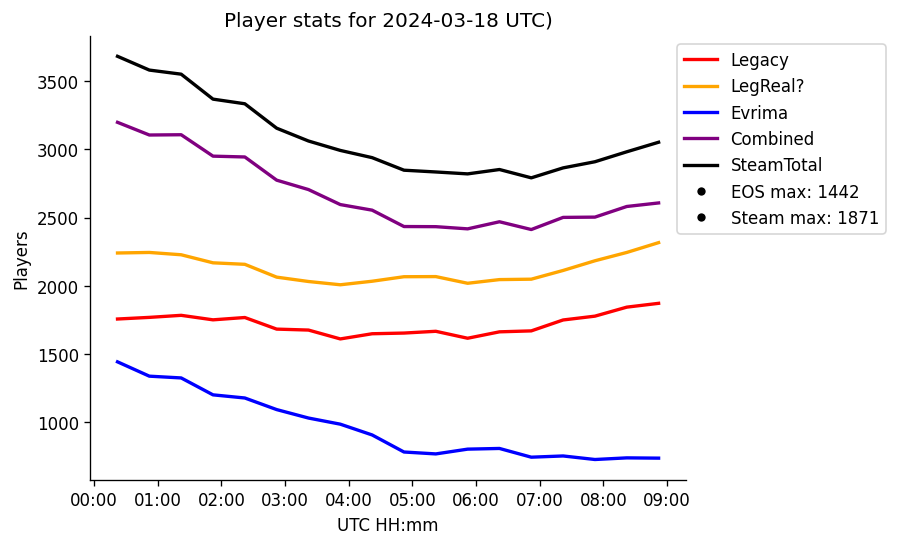 Player stats for 2024-03-18 UTC)
Legacy
LegReal?
Evrima
Combined
SteamTotal
EOS max: 1442
Steam max: 1871
Players
3500
3000
2500
2000
1500
1000
00:00 01:00 02:00 03:00 04:00 05:00 06:00 07:00 08:00 09:00
UTC HH:mm